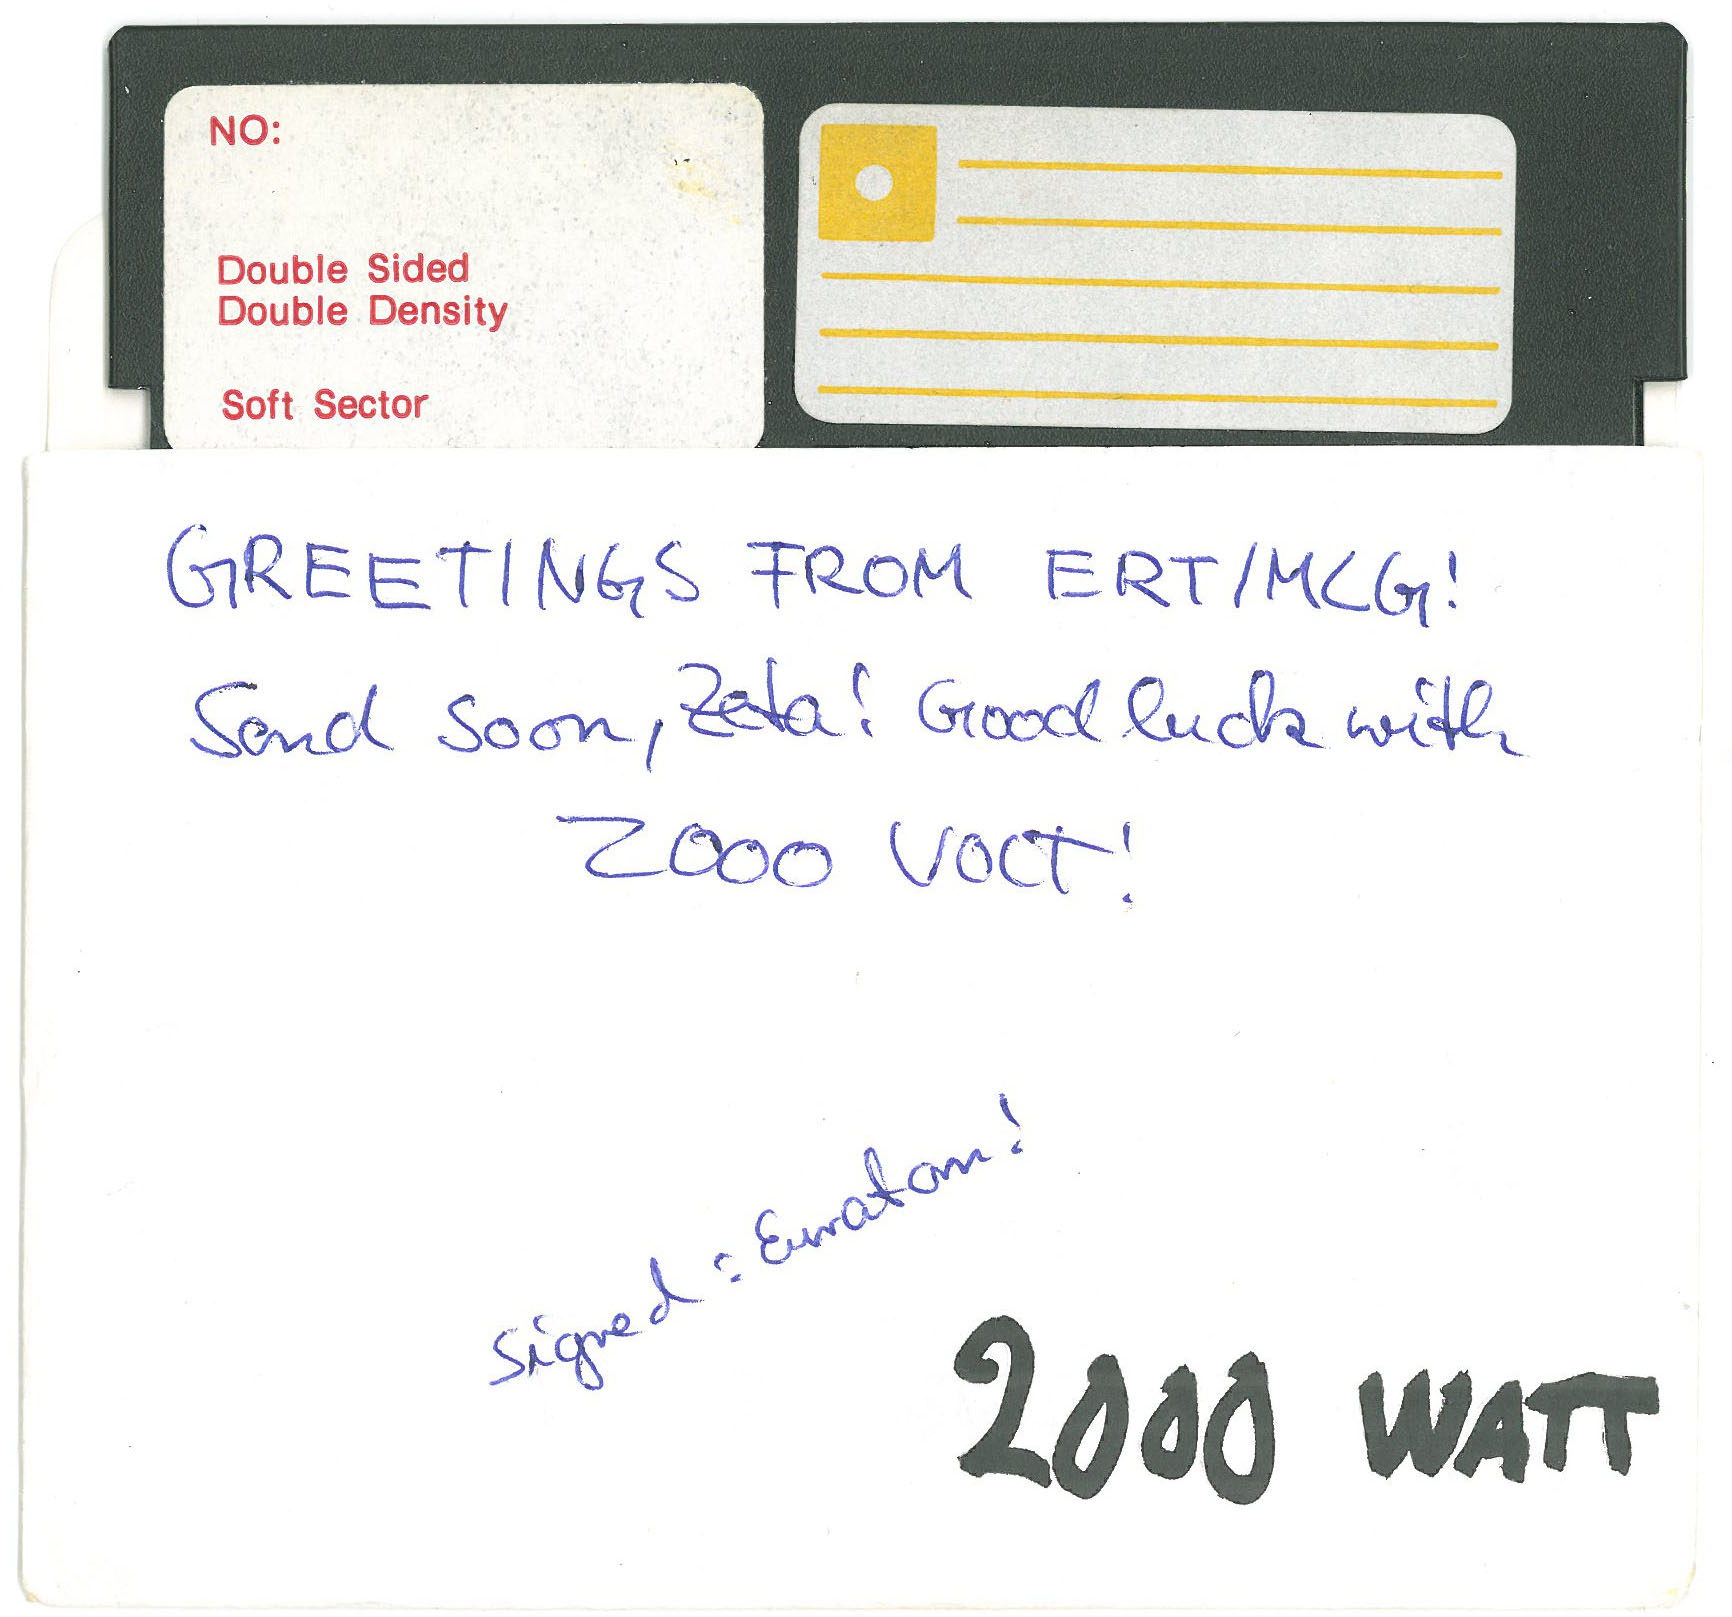 NO:
Double Sided
Double Density
Soft Sector
GREETINGS FROM ERT/MCG!
Send soon, Zeta! Good luck with
2000 VOLT!
signed: Euratom!
2000 WATT